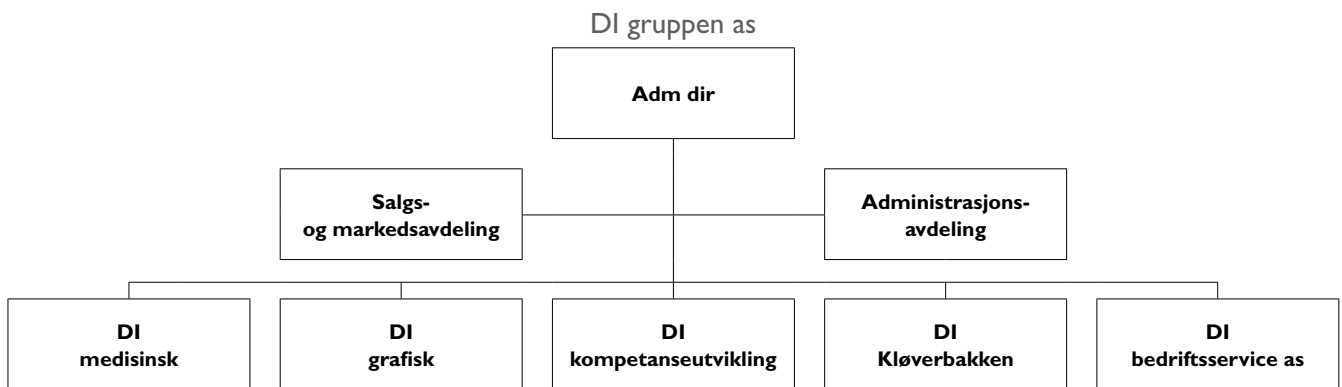 DI gruppen as
Adm dir
Salgs-
og markedsavdeling
Administrasjons-
avdeling
DI
medisinsk
DI
grafisk
DI
kompetanseutvikling
DI
Kløverbakken
DI
bedriftsservice as